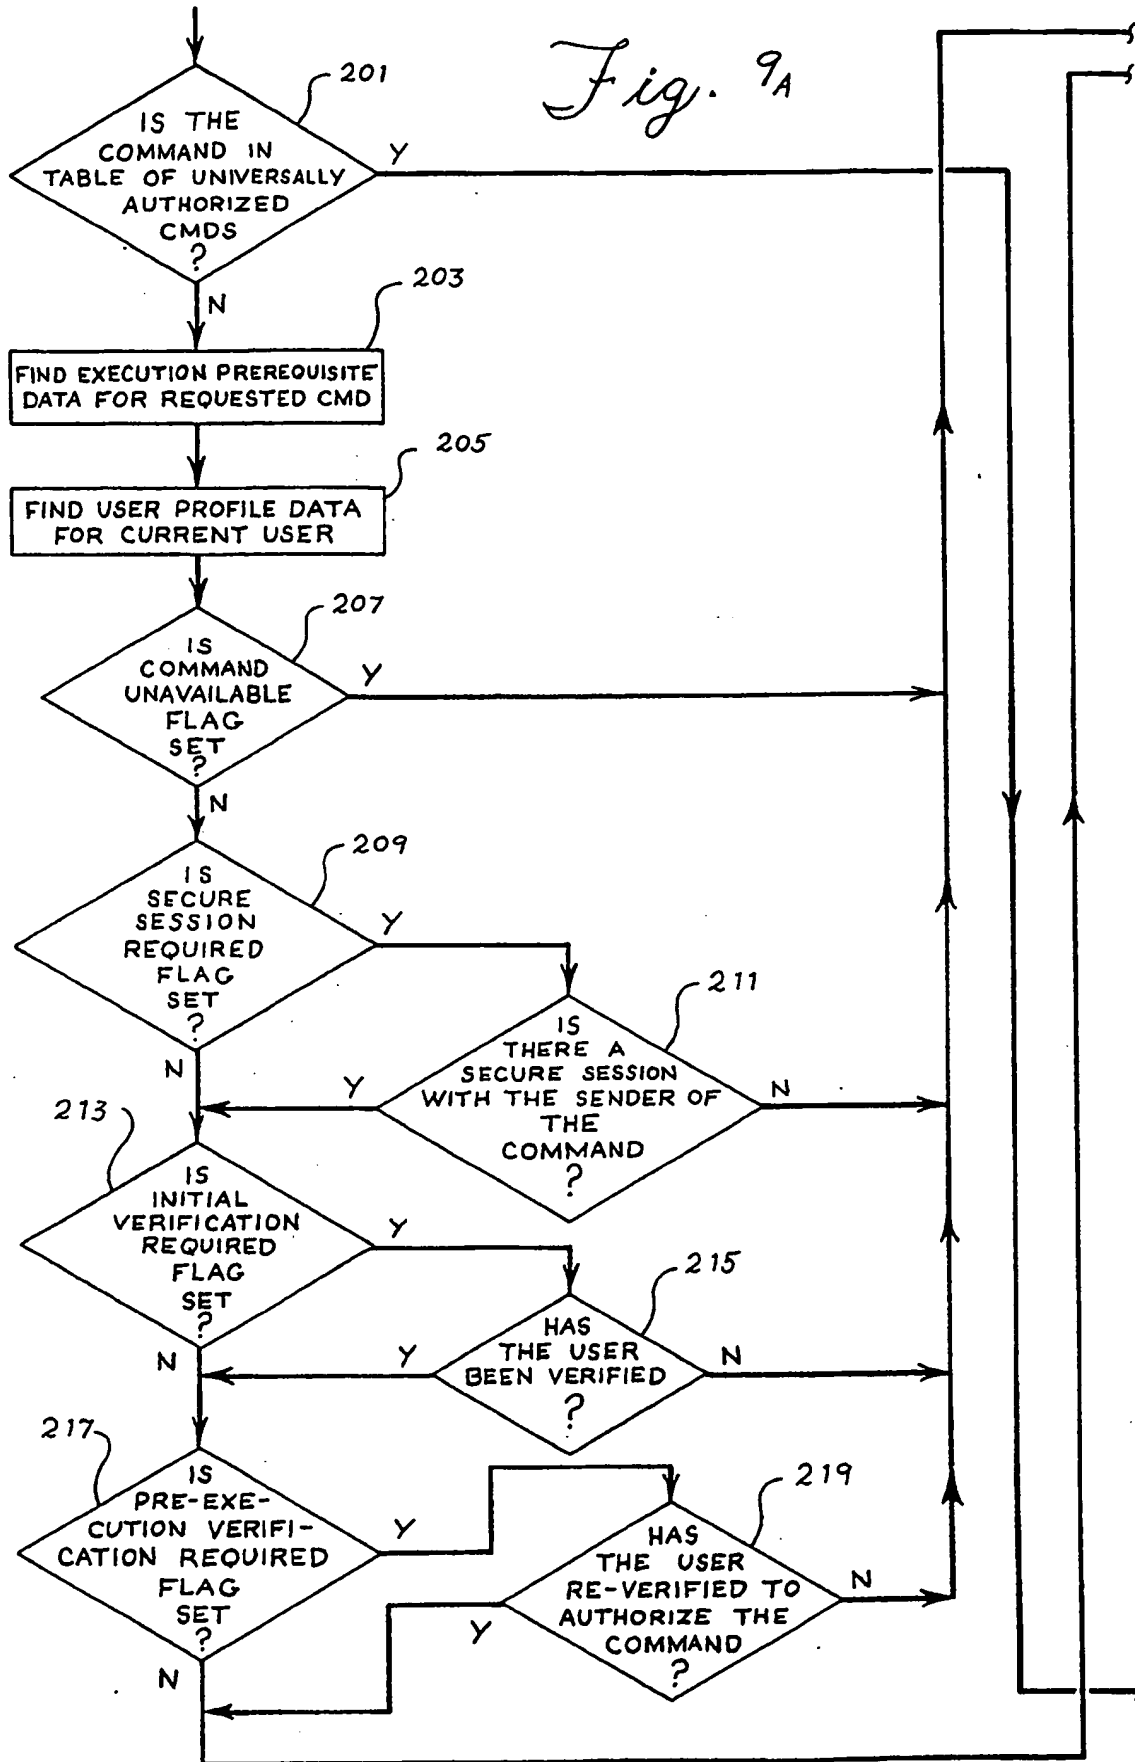 Fig. 9A
201
IS THE
COMMAND IN
TABLE OF UNIVERSALLY
AUTHORIZED
CMDS
?
Y
N
203
FIND EXECUTION PREREQUISITE
DATA FOR REQUESTED CMD
205
FIND USER PROFILE DATA
FOR CURRENT USER
207
IS
COMMAND
UNAVAILABLE
FLAG
SET
?
Y
N
209
IS
SECURE
SESSION
REQUIRED
FLAG
SET
?
Y
N
211
IS
THERE A
SECURE SESSION
WITH THE SENDER OF
THE
COMMAND
?
Y
N
213
IS
INITIAL
VERIFICATION
REQUIRED
FLAG
SET
?
Y
N
215
HAS
THE USER
BEEN VERIFIED
?
Y
N
217
IS
PRE-EXE-
CUTION VERIFI-
CATION REQUIRED
FLAG
SET
?
Y
N
219
HAS
THE USER
RE-VERIFIED TO
AUTHORIZE THE
COMMAND
?
Y
N